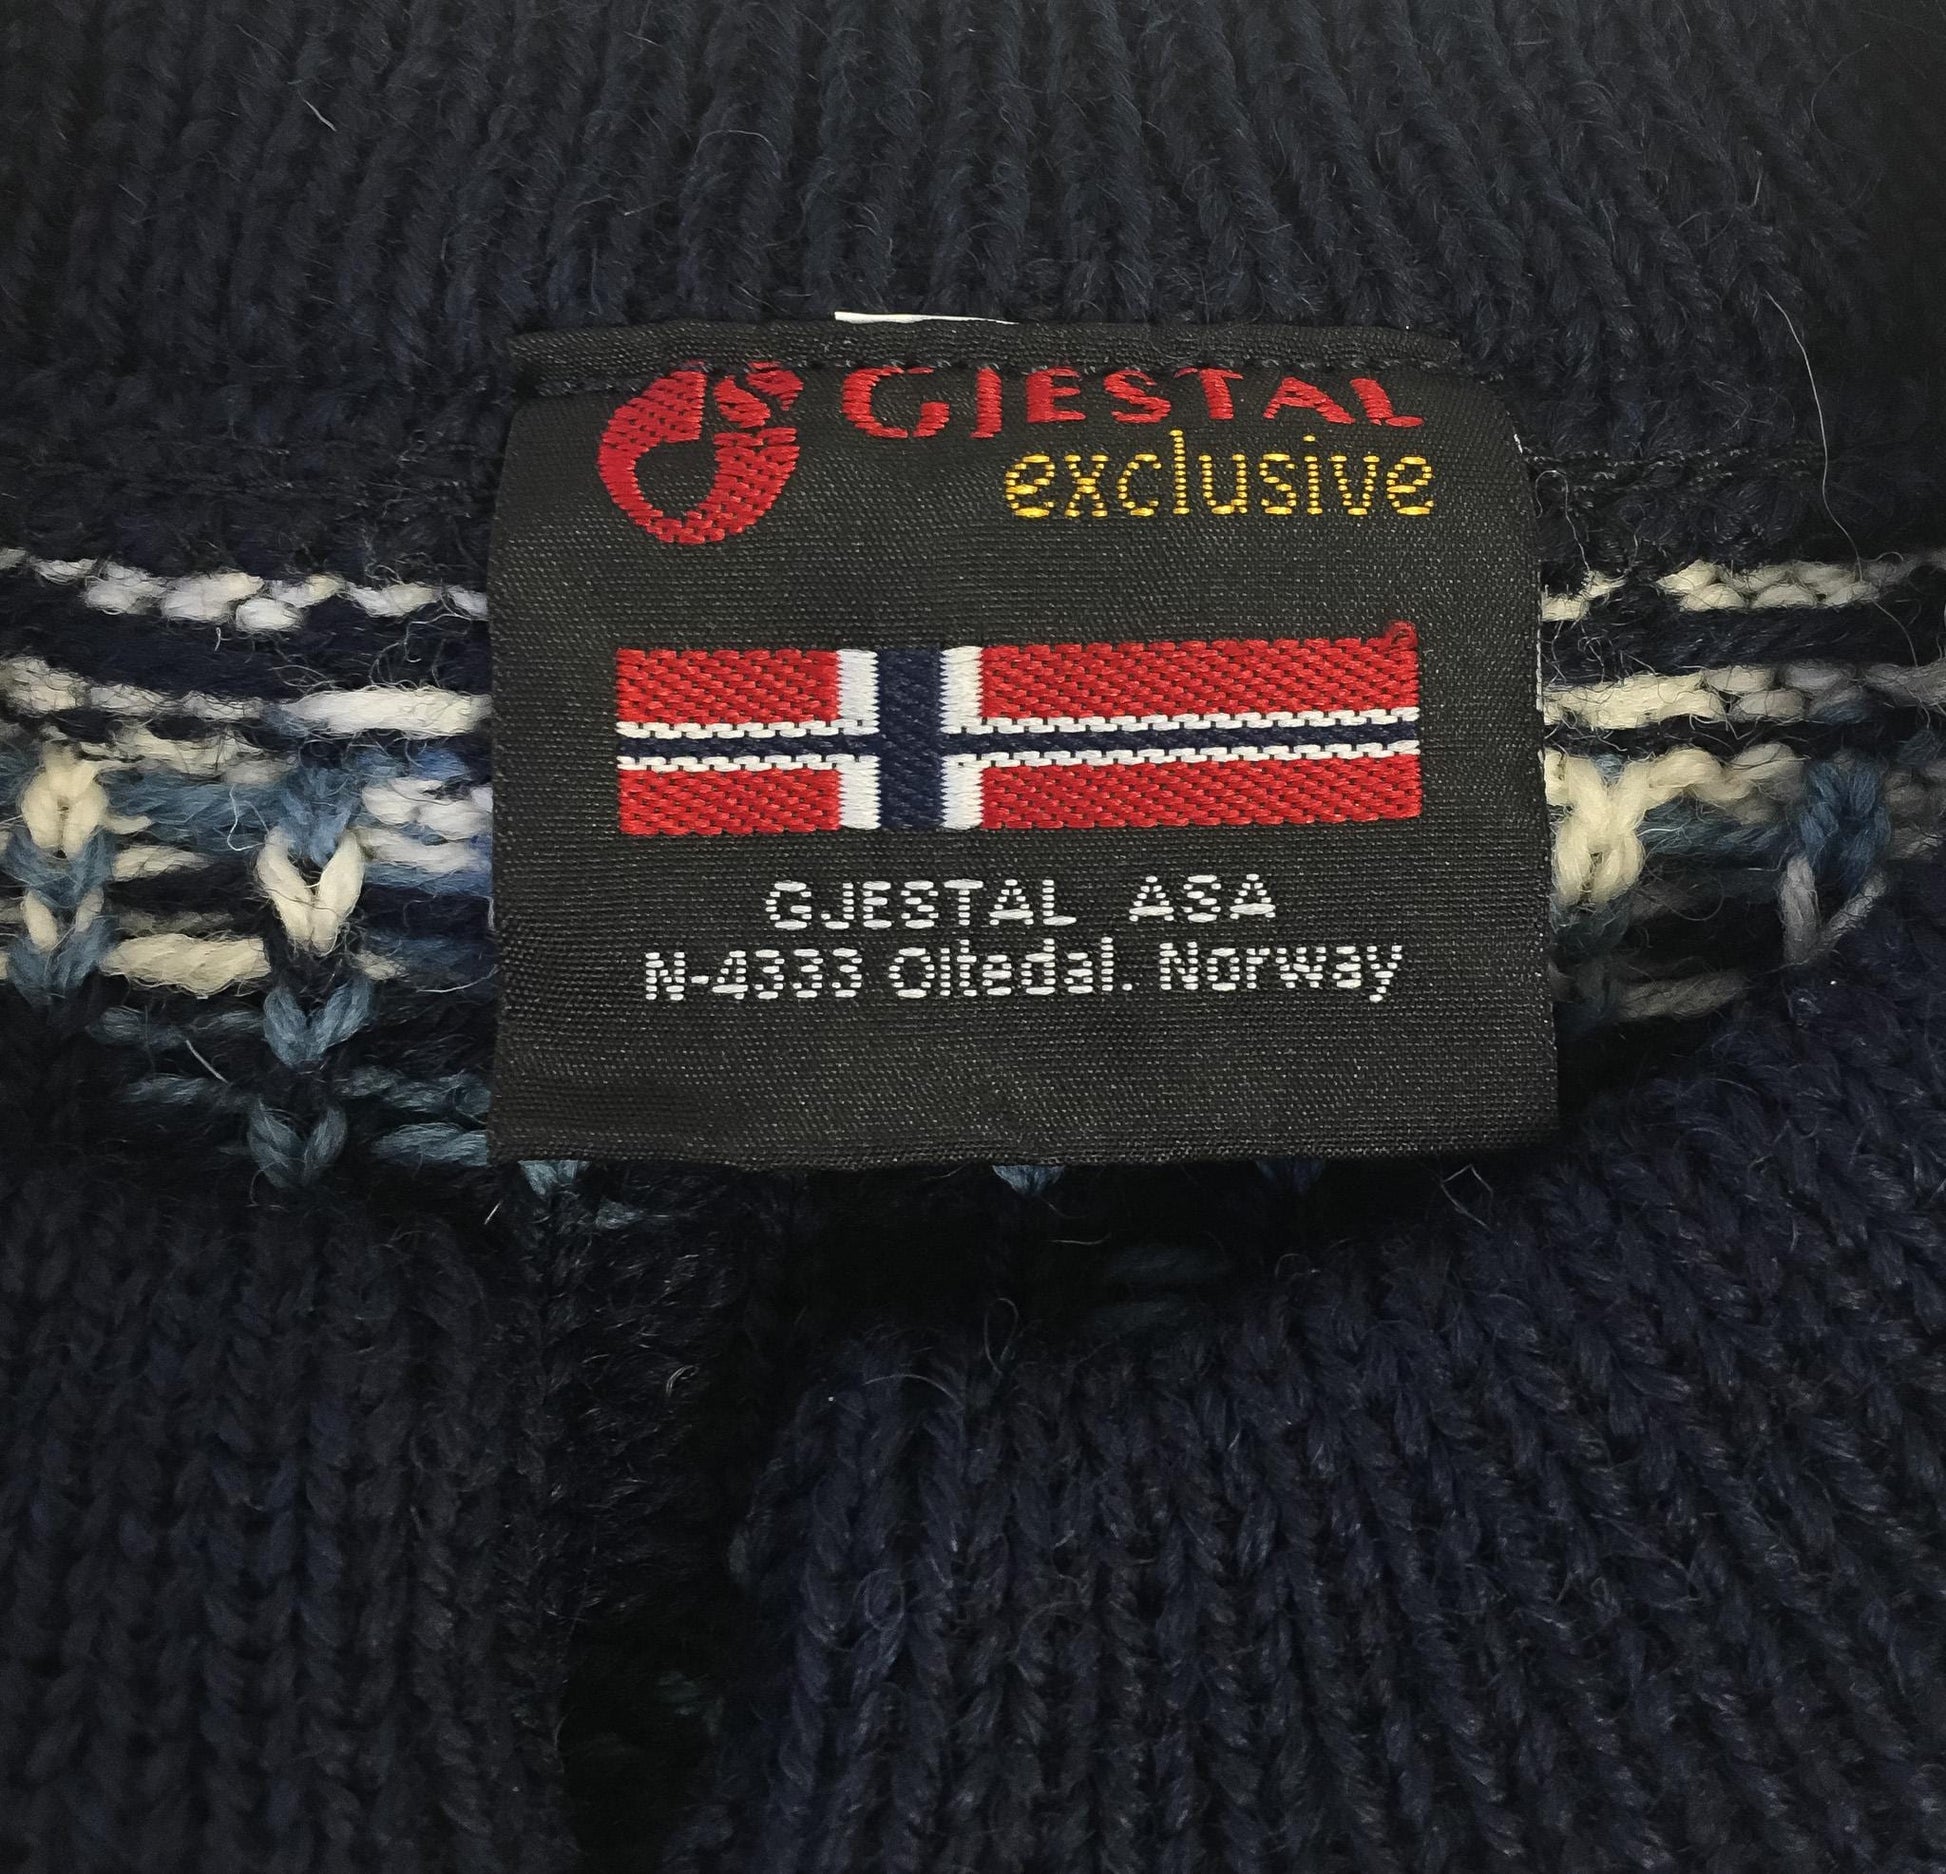 GJESTAL
exclusive
GJESTAL ASA
N-4333 Oltedal. Norway